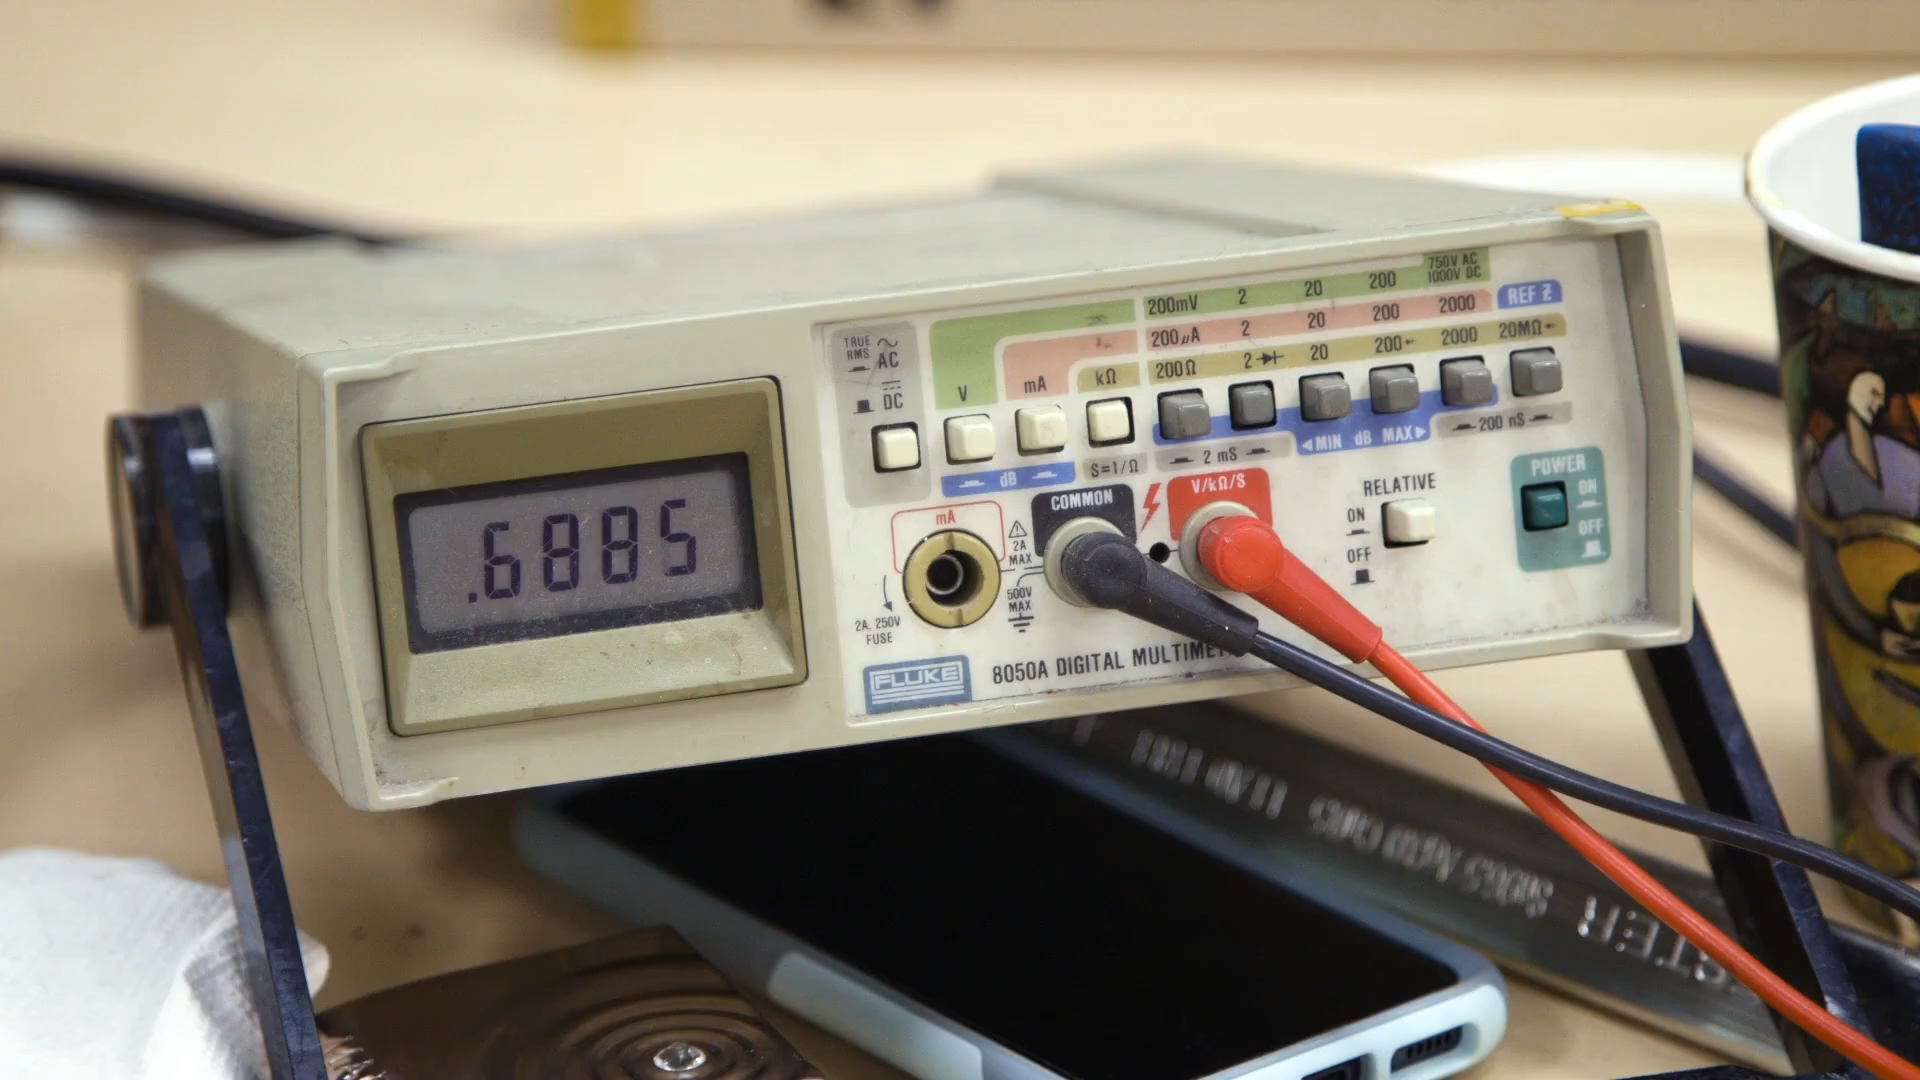 .6885
TRUE RMS AC
DC
V
mA
kΩ
200mV 2 20 200 750V AC 1000V DC
200μA 2 20 200 2000
200Ω 2 20 200 2000 20MΩ
REF Z
dB
S=1/Ω
2 mS
◀MIN dB MAX▶
200 nS
mA
COMMON
V/kΩ/S
2A MAX
500V MAX
2A, 250V FUSE
RELATIVE
ON
OFF
POWER
ON
OFF
FLUKE
8050A DIGITAL